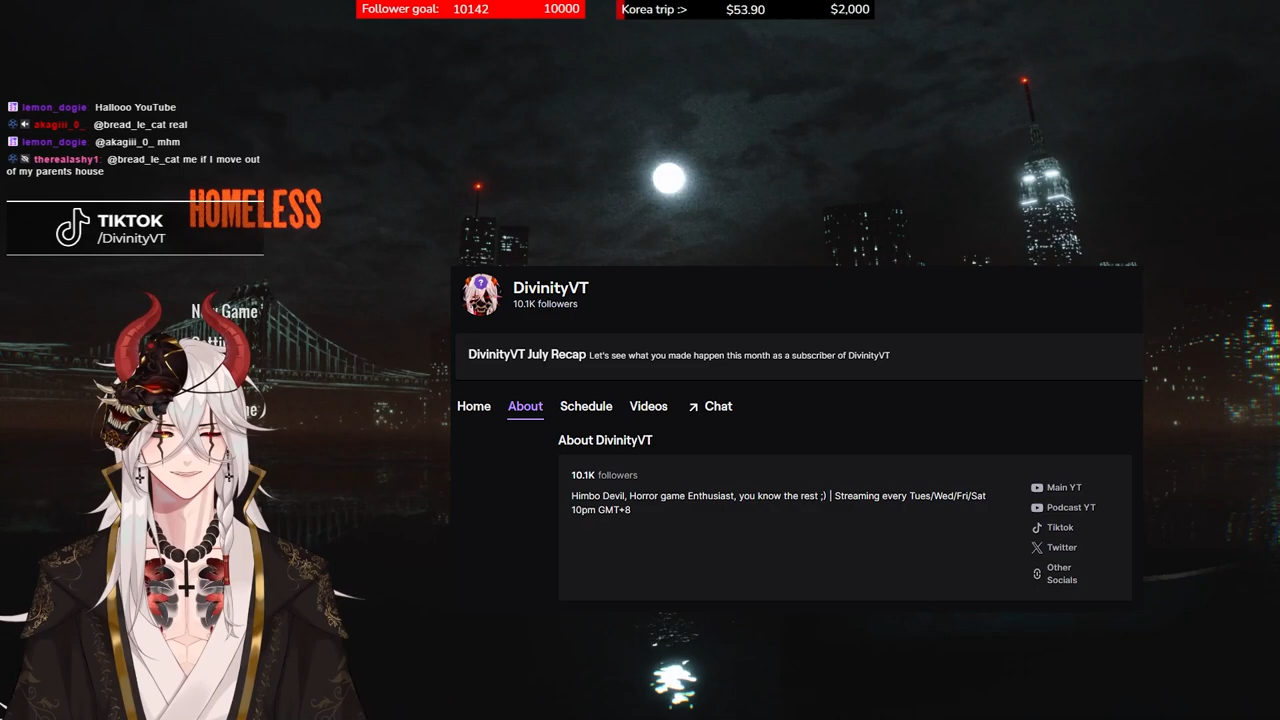 Follower goal: 10142 10000
Korea trip :> $53.90 $2,000
lemon_dogie: Hallooo YouTube
akagiii_0_: @bread_le_cat real
lemon_dogie: @akagiii_0_ mhm
therealashy1: @bread_le_cat me if I move out
of my parents house
HOMELESS
TIKTOK
/DivinityVT
New Game
DivinityVT
10.1K followers
DivinityVT July Recap Let's see what you made happen this month as a subscriber of DivinityVT
Home About Schedule Videos Chat
About DivinityVT
10.1K followers
Himbo Devil, Horror game Enthusiast, you know the rest ;) | Streaming every Tues/Wed/Fri/Sat
10pm GMT+8
Main YT
Podcast YT
Tiktok
Twitter
Other
Socials